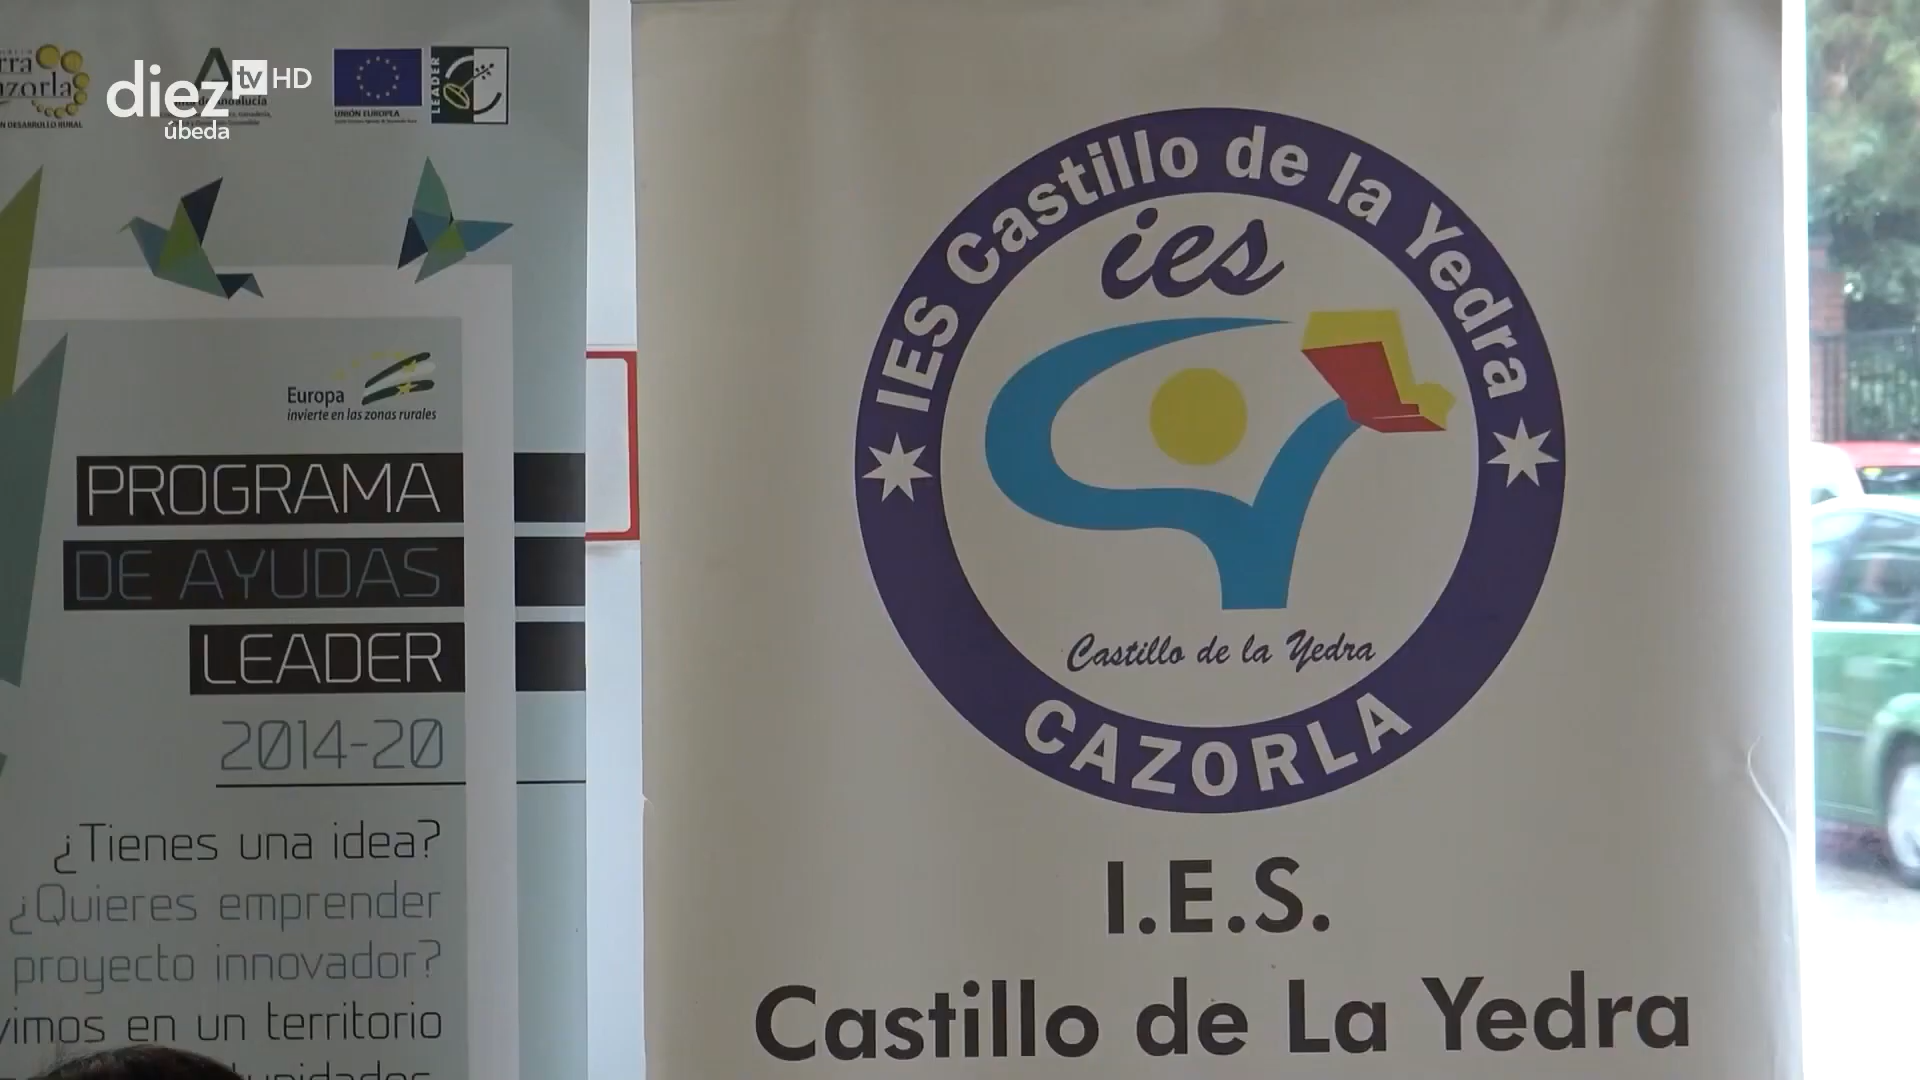 diez tv HD
úbeda
DESARROLLO RURAL
UNIÓN EUROPEA
LEADER
Europa
invierte en las zonas rurales
PROGRAMA
DE AYUDAS
LEADER
2014-20
¿Tienes una idea?
¿Quieres emprender
proyecto innovador?
en un territorio
IES Castillo de la Yedra
ies
Castillo de la Yedra
CAZORLA
I.E.S.
Castillo de La Yedra